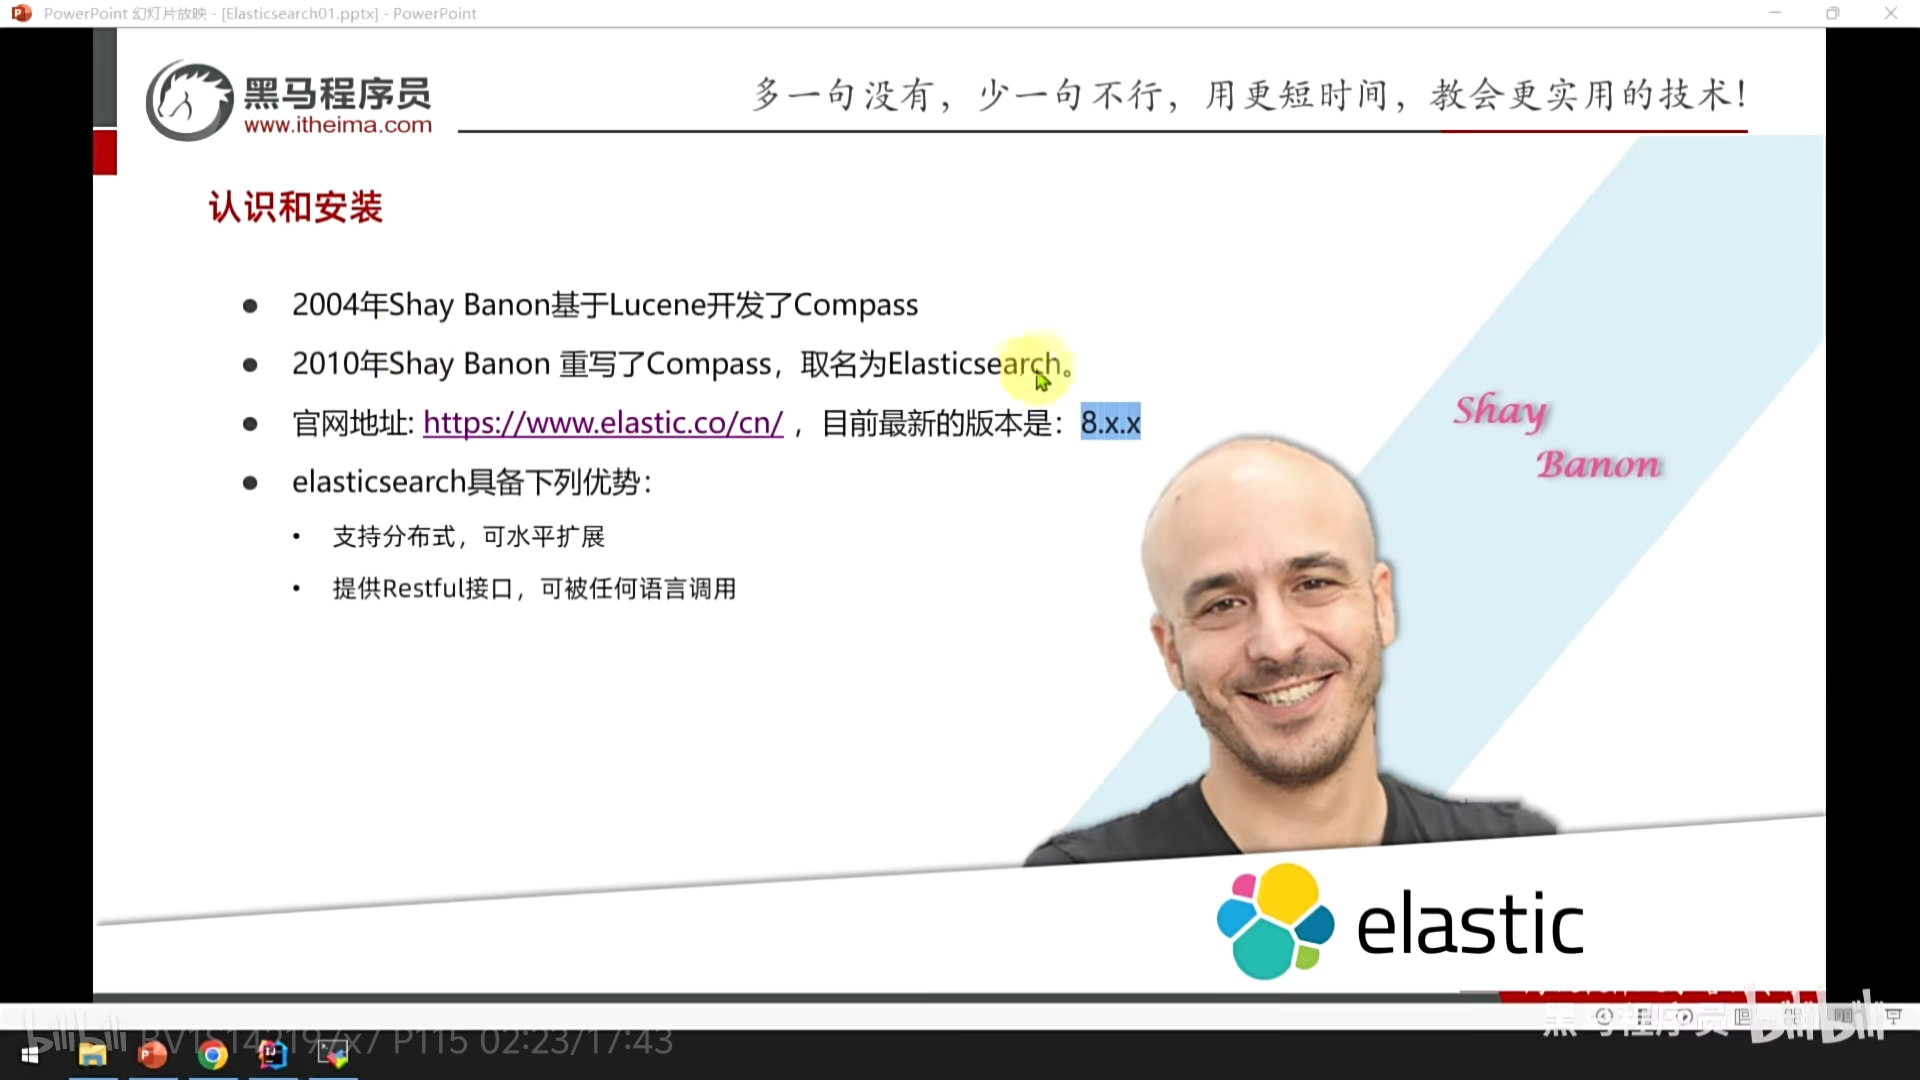 PowerPoint 幻灯片放映 - [Elasticsearch01.pptx] - PowerPoint
黑马程序员
www.itheima.com
多一句没有，少一句不行，用更短时间，教会更实用的技术！
认识和安装
2004年Shay Banon基于Lucene开发了Compass
2010年Shay Banon 重写了Compass，取名为Elasticsearch。
官网地址: https://www.elastic.co/cn/ ，目前最新的版本是：8.x.x
elasticsearch具备下列优势：
支持分布式，可水平扩展
提供Restful接口，可被任何语言调用
Shay
Banon
elastic
黑马程序员 bilibili
bilibili P115 02:23/17:43